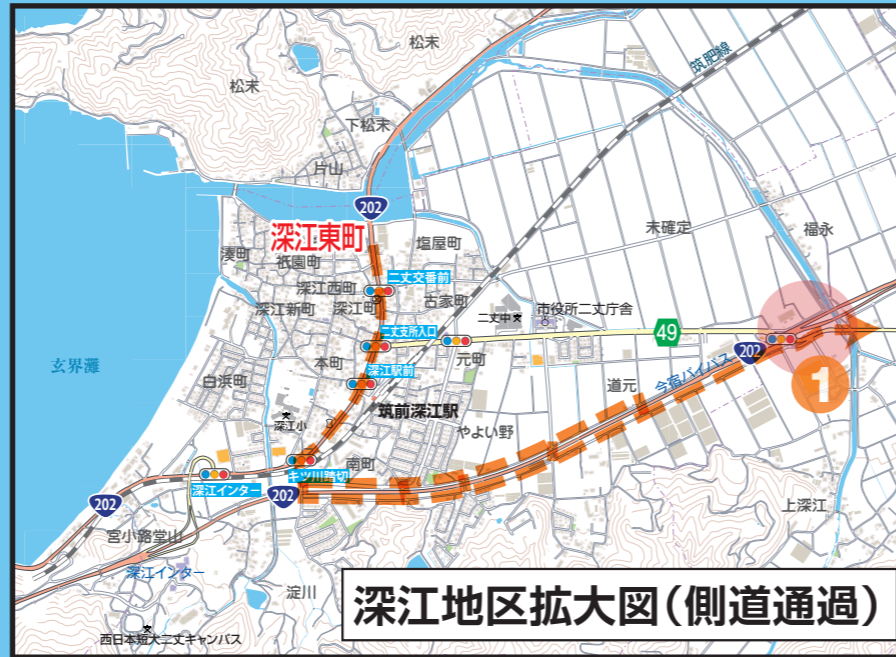 松末
松末
筑肥線
下松末
片山
202
深江東町
塩屋町
未確定
福永
湊町
祇園町
二丈交番前
深江西町
深江町
古家町
深江新町
二丈中
市役所二丈庁舎
二丈支所入口
49
元町
202
玄界灘
本町
今宿バイパス
1
白浜町
深江駅前
道元
筑前深江駅
深江小
やよい野
キツ川踏切
南町
深江インター
202
202
上深江
宮小路堂山
深江インター
淀川
深江地区拡大図(側道通過)
西日本短大二丈キャンパス